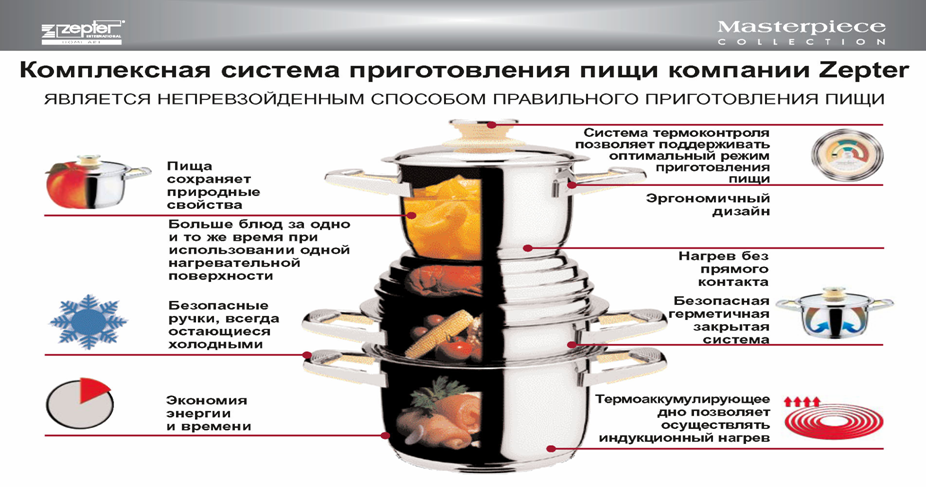 zepter
INTERNATIONAL
Masterpiece
COLLECTION
Комплексная система приготовления пищи компании Zepter
ЯВЛЯЕТСЯ НЕПРЕВЗОЙДЕННЫМ СПОСОБОМ ПРАВИЛЬНОГО ПРИГОТОВЛЕНИЯ ПИЩИ
Пища
сохраняет
природные
свойства
Больше блюд за одно
и то же время при
использовании одной
нагревательной
поверхности
Безопасные
ручки, всегда
остающиеся
холодными
Экономия
энергии
и времени
Система термоконтроля
позволяет поддерживать
оптимальный режим
приготовления
пищи
Эргономичный
дизайн
Нагрев без
прямого
контакта
Безопасная
герметичная
закрытая
система
Термоаккумулирующее
дно позволяет
осуществлять
индукционный нагрев